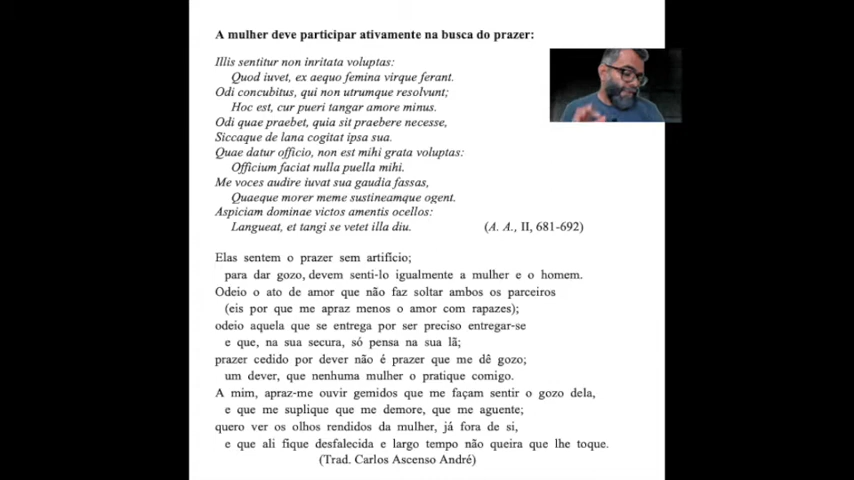 A mulher deve participar ativamente na busca do prazer:
Illis sentitur non inritata voluptas:
Quod iuvet, ex aequo femina virque ferant.
Odi concubitus, qui non utrumque resolvunt;
Hoc est, cur pueri tangar amore minus.
Odi quae praebet, quia sit praebere necesse,
Siccaque de lana cogitat ipsa sua.
Quae datur officio, non est mihi grata voluptas:
Officium faciat nulla puella mihi.
Me voces audire iuvat sua gaudia fassas,
Quaeque morer meme sustineamque ogent.
Aspiciam dominae victos amentis ocellos:
Langueat, et tangi se vetet illa diu.
(A. A., II, 681-692)
Elas sentem o prazer sem artifício;
para dar gozo, devem senti-lo igualmente a mulher e o homem.
Odeio o ato de amor que não faz soltar ambos os parceiros
(eis por que me apraz menos o amor com rapazes);
odeio aquela que se entrega por ser preciso entregar-se
e que, na sua secura, só pensa na sua lã;
prazer cedido por dever não é prazer que me dê gozo;
um dever, que nenhuma mulher o pratique comigo.
A mim, apraz-me ouvir gemidos que me façam sentir o gozo dela,
e que me suplique que me demore, que me aguente;
quero ver os olhos rendidos da mulher, já fora de si,
e que ali fique desfalecida e largo tempo não queira que lhe toque.
(Trad. Carlos Ascenso André)